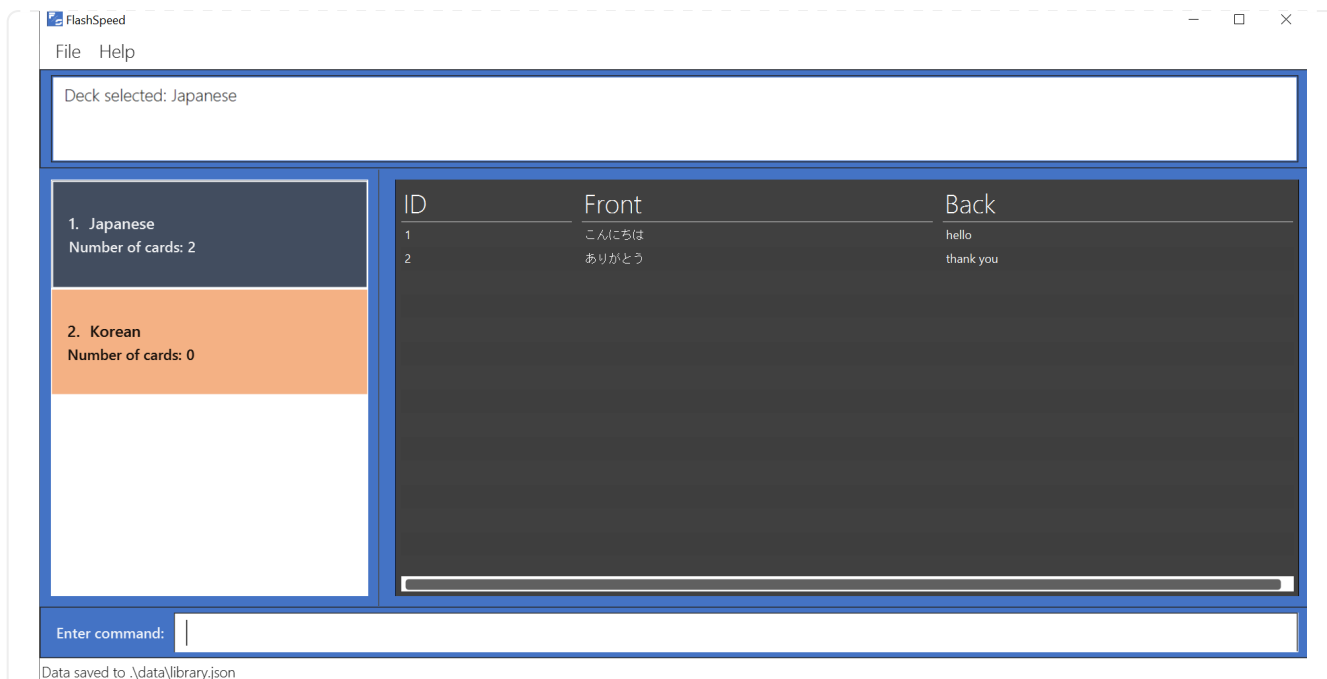 FlashSpeed
File Help
Deck selected: Japanese
1. Japanese
Number of cards: 2
2. Korean
Number of cards: 0
ID Front Back
1 こんにちは hello
2 ありがとう thank you
Enter command:
Data saved to .\data\library.json